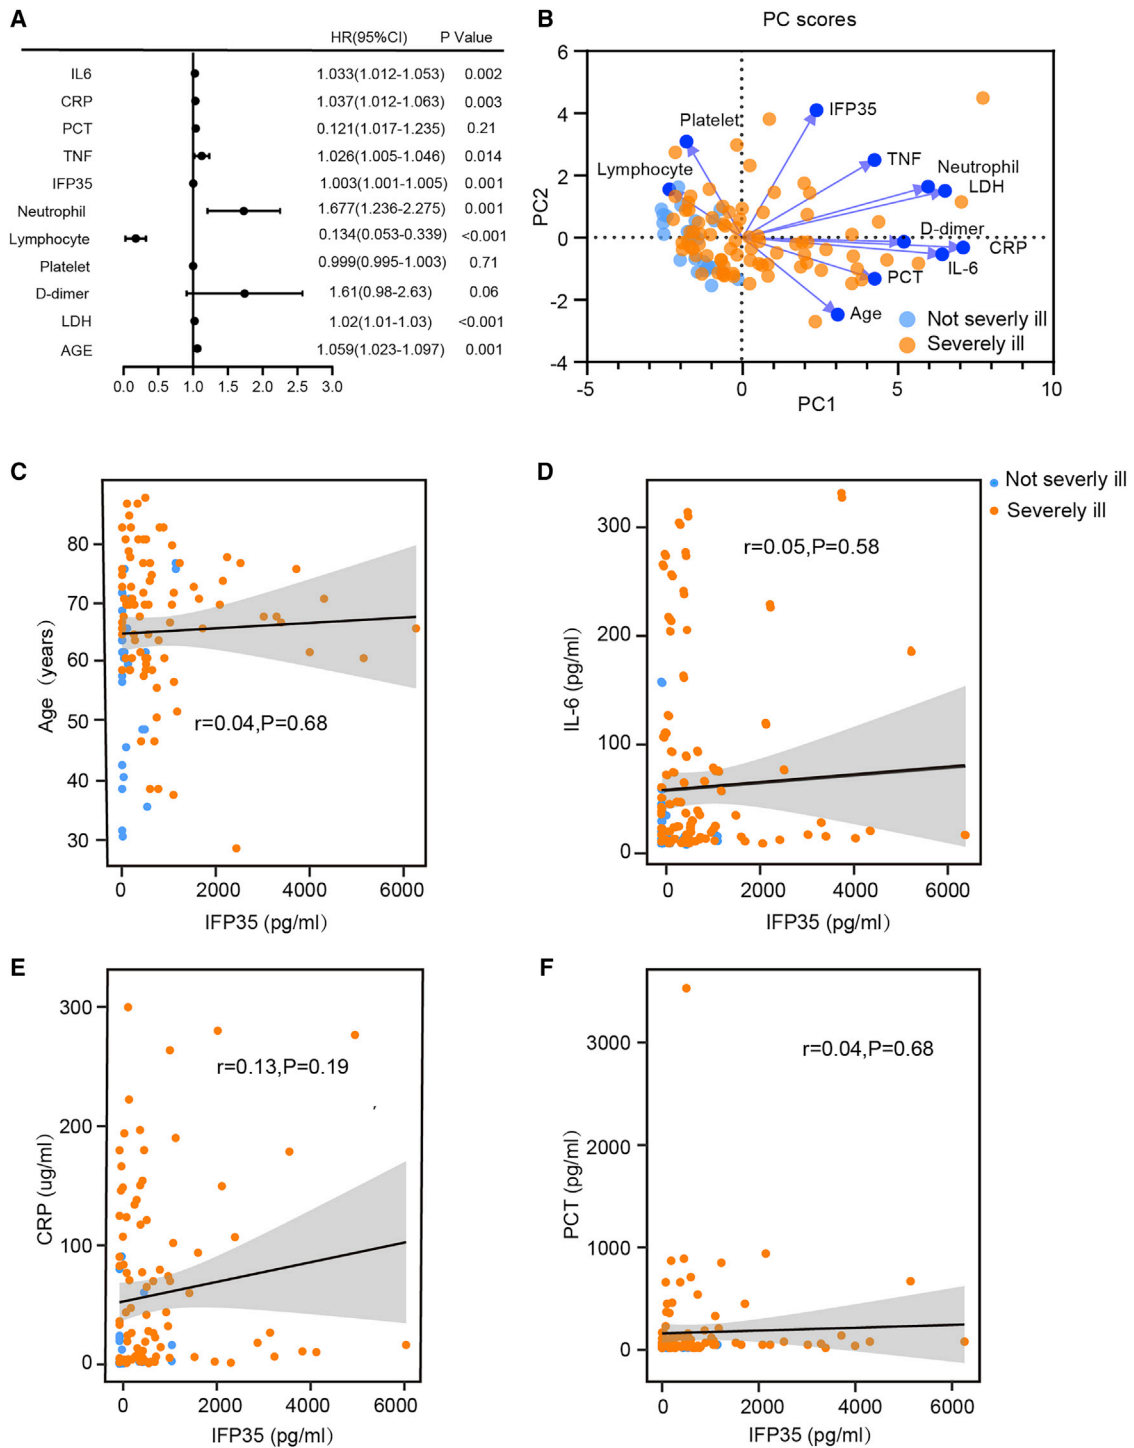 A
HR(95%CI) P Value
IL6 1.033(1.012-1.053) 0.002
CRP 1.037(1.012-1.063) 0.003
PCT 0.121(1.017-1.235) 0.21
TNF 1.026(1.005-1.046) 0.014
IFP35 1.003(1.001-1.005) 0.001
Neutrophil 1.677(1.236-2.275) 0.001
Lymphocyte 0.134(0.053-0.339) <0.001
Platelet 0.999(0.995-1.003) 0.71
D-dimer 1.61(0.98-2.63) 0.06
LDH 1.02(1.01-1.03) <0.001
AGE 1.059(1.023-1.097) 0.001
0.0 0.5 1.0 1.5 2.0 2.5 3.0
B
PC scores
PC2
6
4
2
0
-2
-4
Platelet
IFP35
Lymphocyte
TNF
Neutrophil
LDH
D-dimer
CRP
IL-6
PCT
Age
Not severly ill
Severely ill
-5 0 5 10
PC1
C
Age (years)
80
70
60
50
40
30
r=0.04,P=0.68
0 2000 4000 6000
IFP35 (pg/ml)
D
IL-6 (pg/ml)
300
200
100
0
r=0.05,P=0.58
Not severly ill
Severely ill
0 2000 4000 6000
IFP35 (pg/ml)
E
CRP (ug/ml)
300
200
100
0
r=0.13,P=0.19
0 2000 4000 6000
IFP35 (pg/ml)
F
PCT (pg/ml)
3000
2000
1000
0
r=0.04,P=0.68
0 2000 4000 6000
IFP35 (pg/ml)